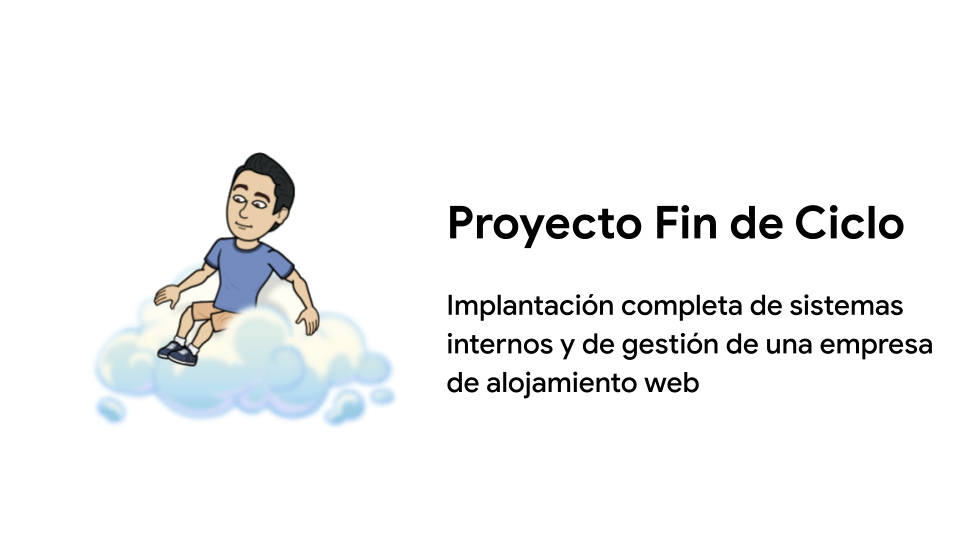 Proyecto Fin de Ciclo
Implantación completa de sistemas
internos y de gestión de una empresa
de alojamiento web